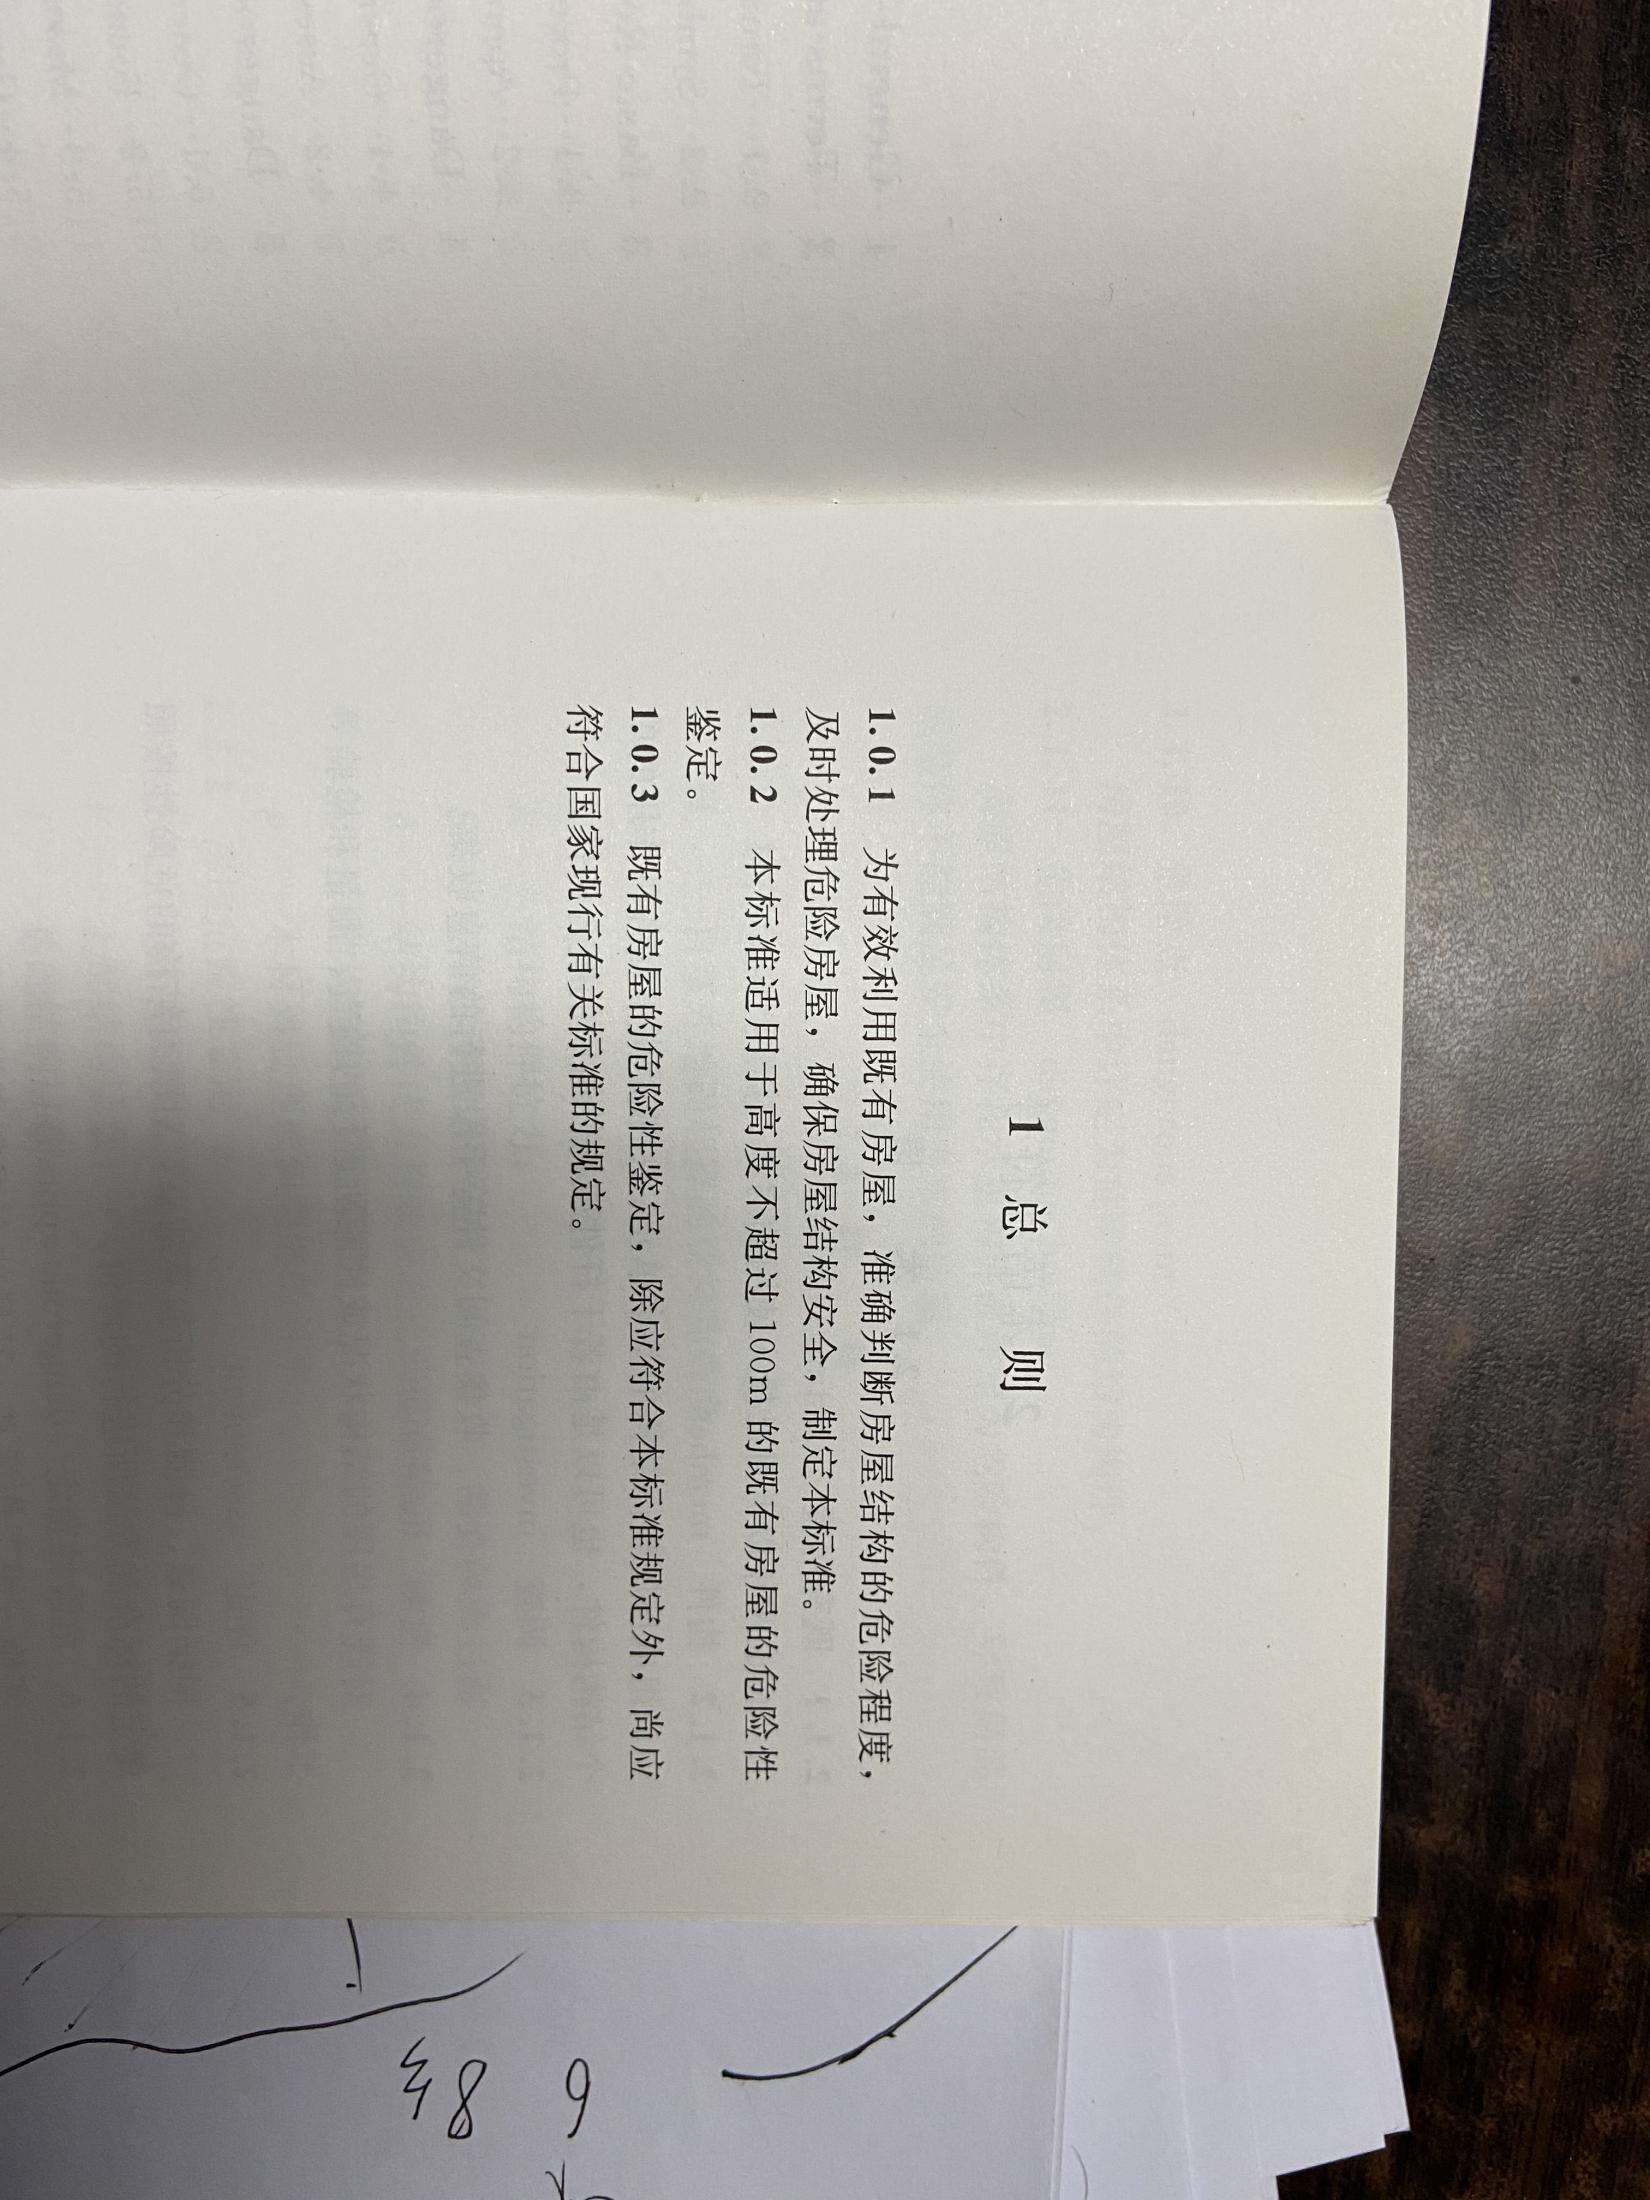 1 总 则
1.0.1 为有效利用既有房屋，准确判断房屋结构的危险程度，
及时处理危险房屋，确保房屋结构安全，制定本标准。
1.0.2 本标准适用于高度不超过 100m 的既有房屋的危险性
鉴定。
1.0.3 既有房屋的危险性鉴定，除应符合本标准规定外，尚应
符合国家现行有关标准的规定。
6